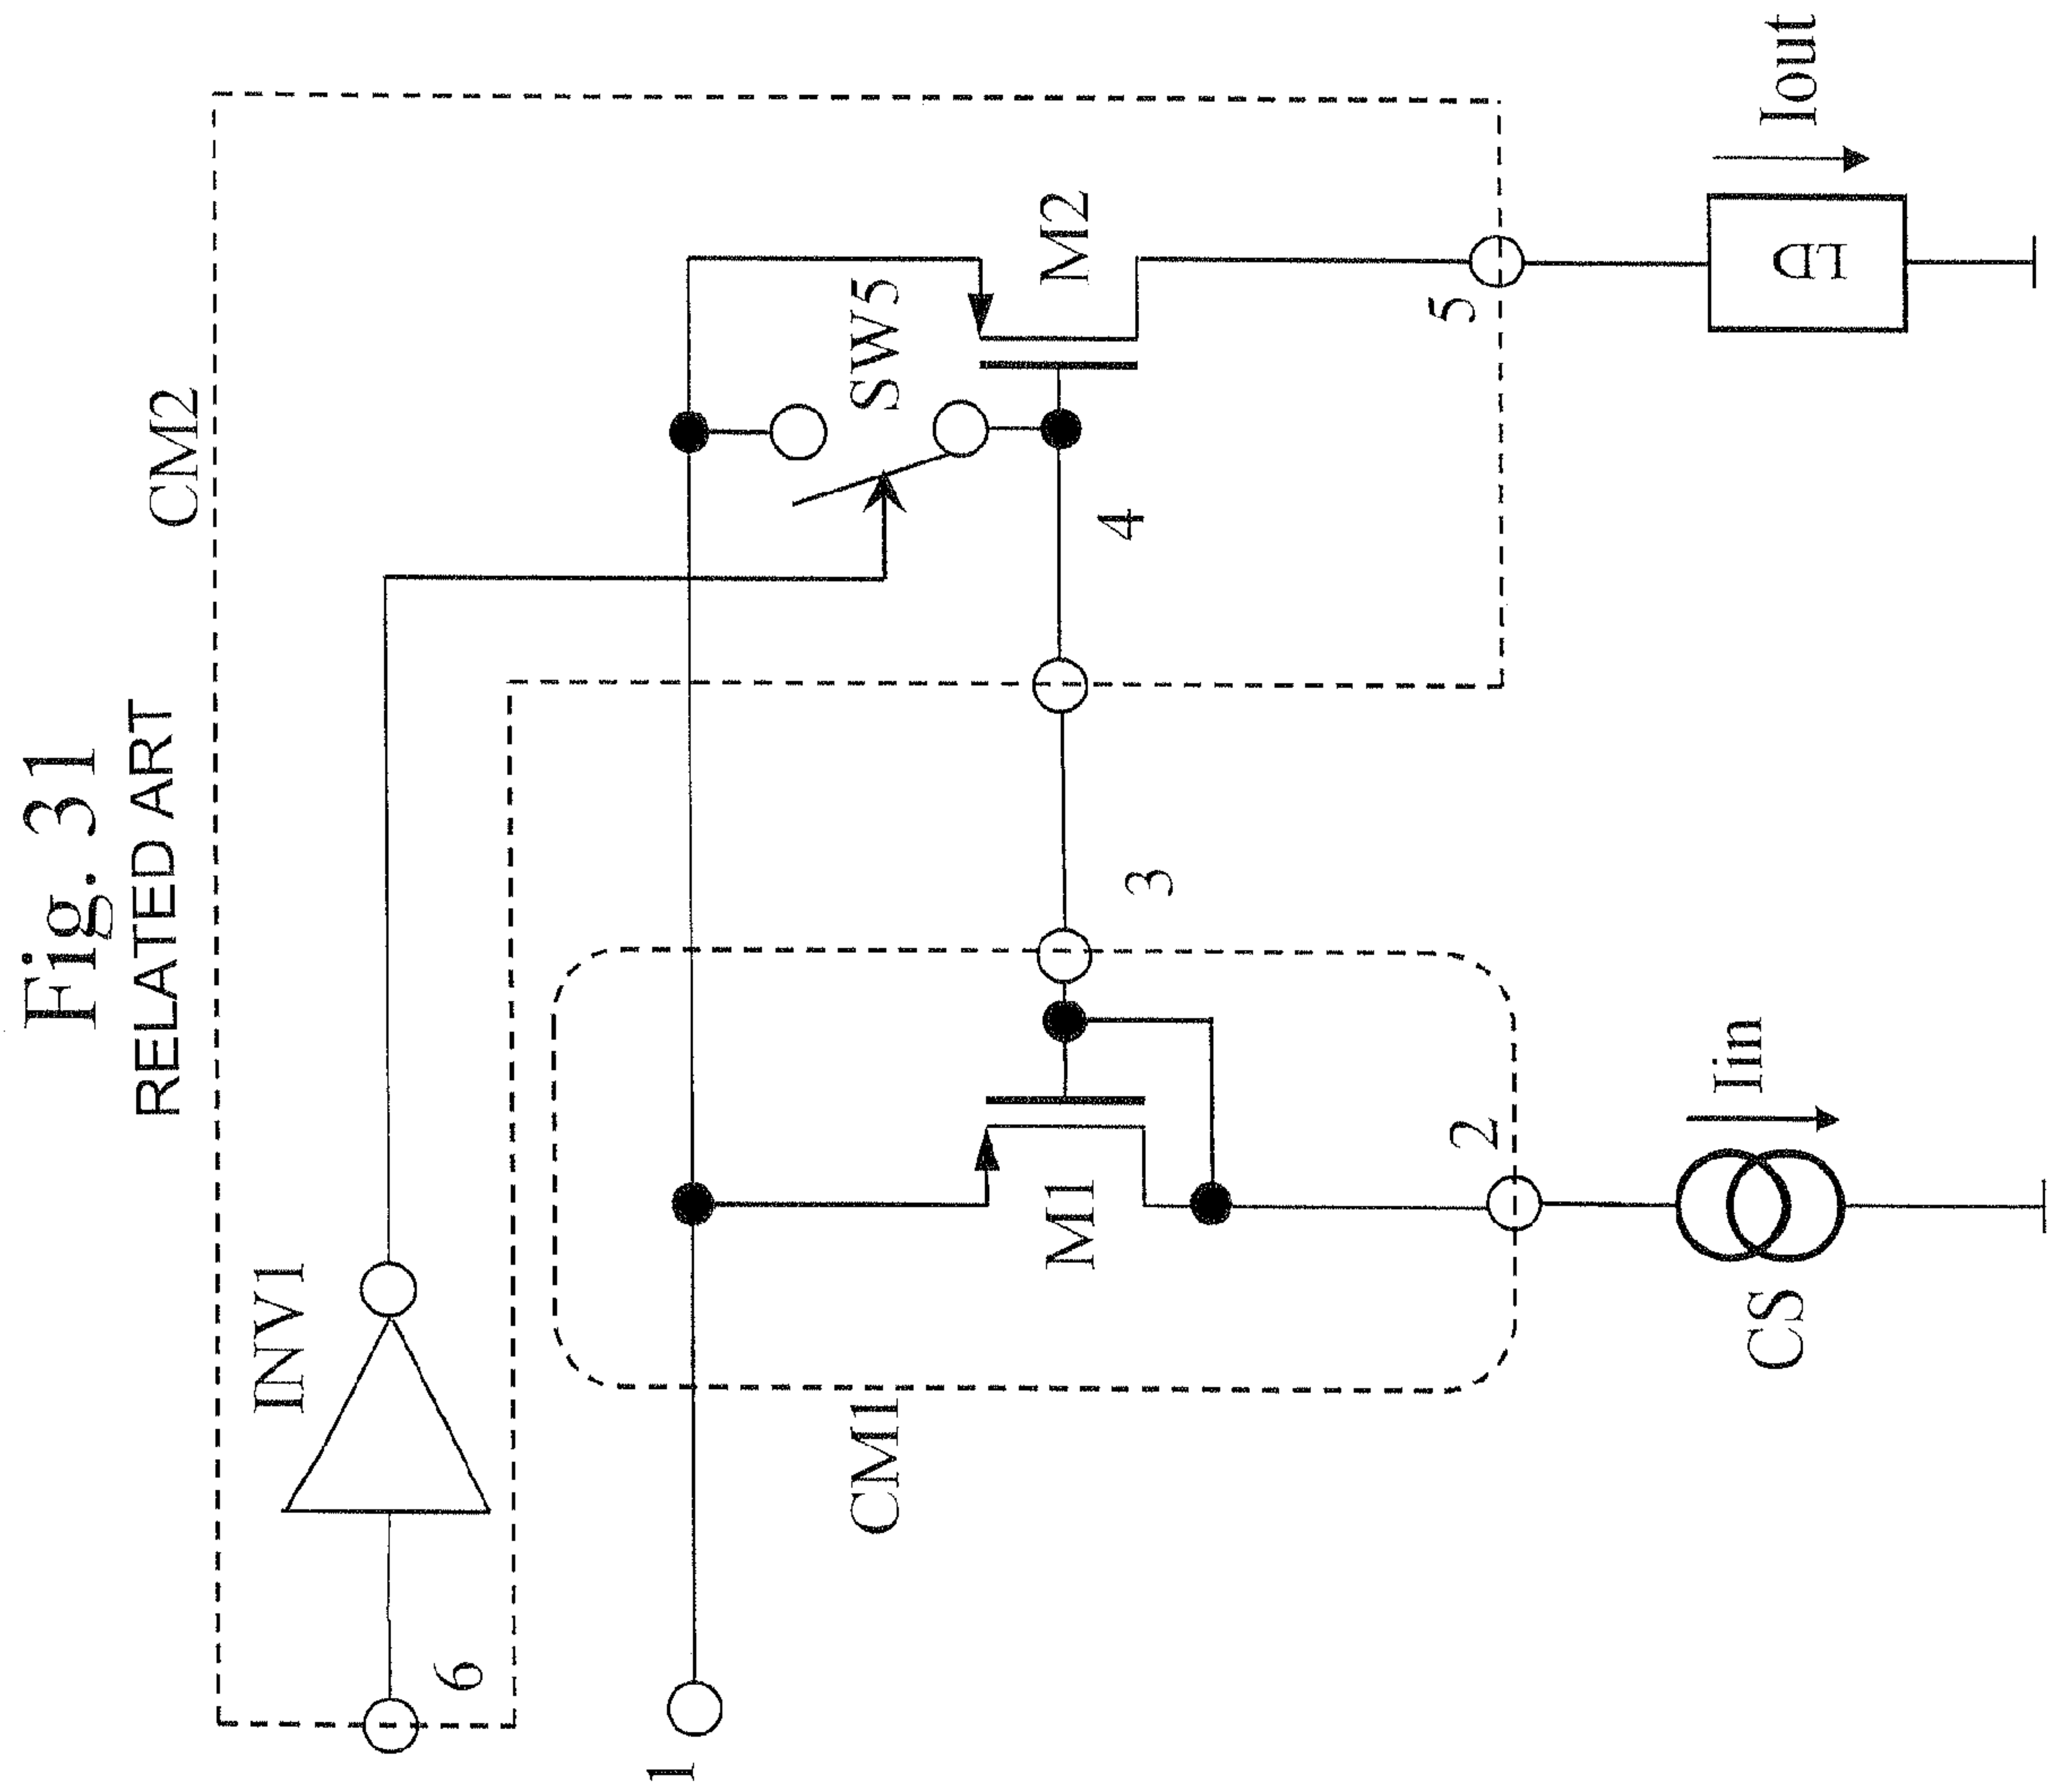 Fig. 31
RELATED ART
CM2
INV1
6
1
CM1
M1
3
2
Iin
CS
SW5
4
M2
5
Iout
LD